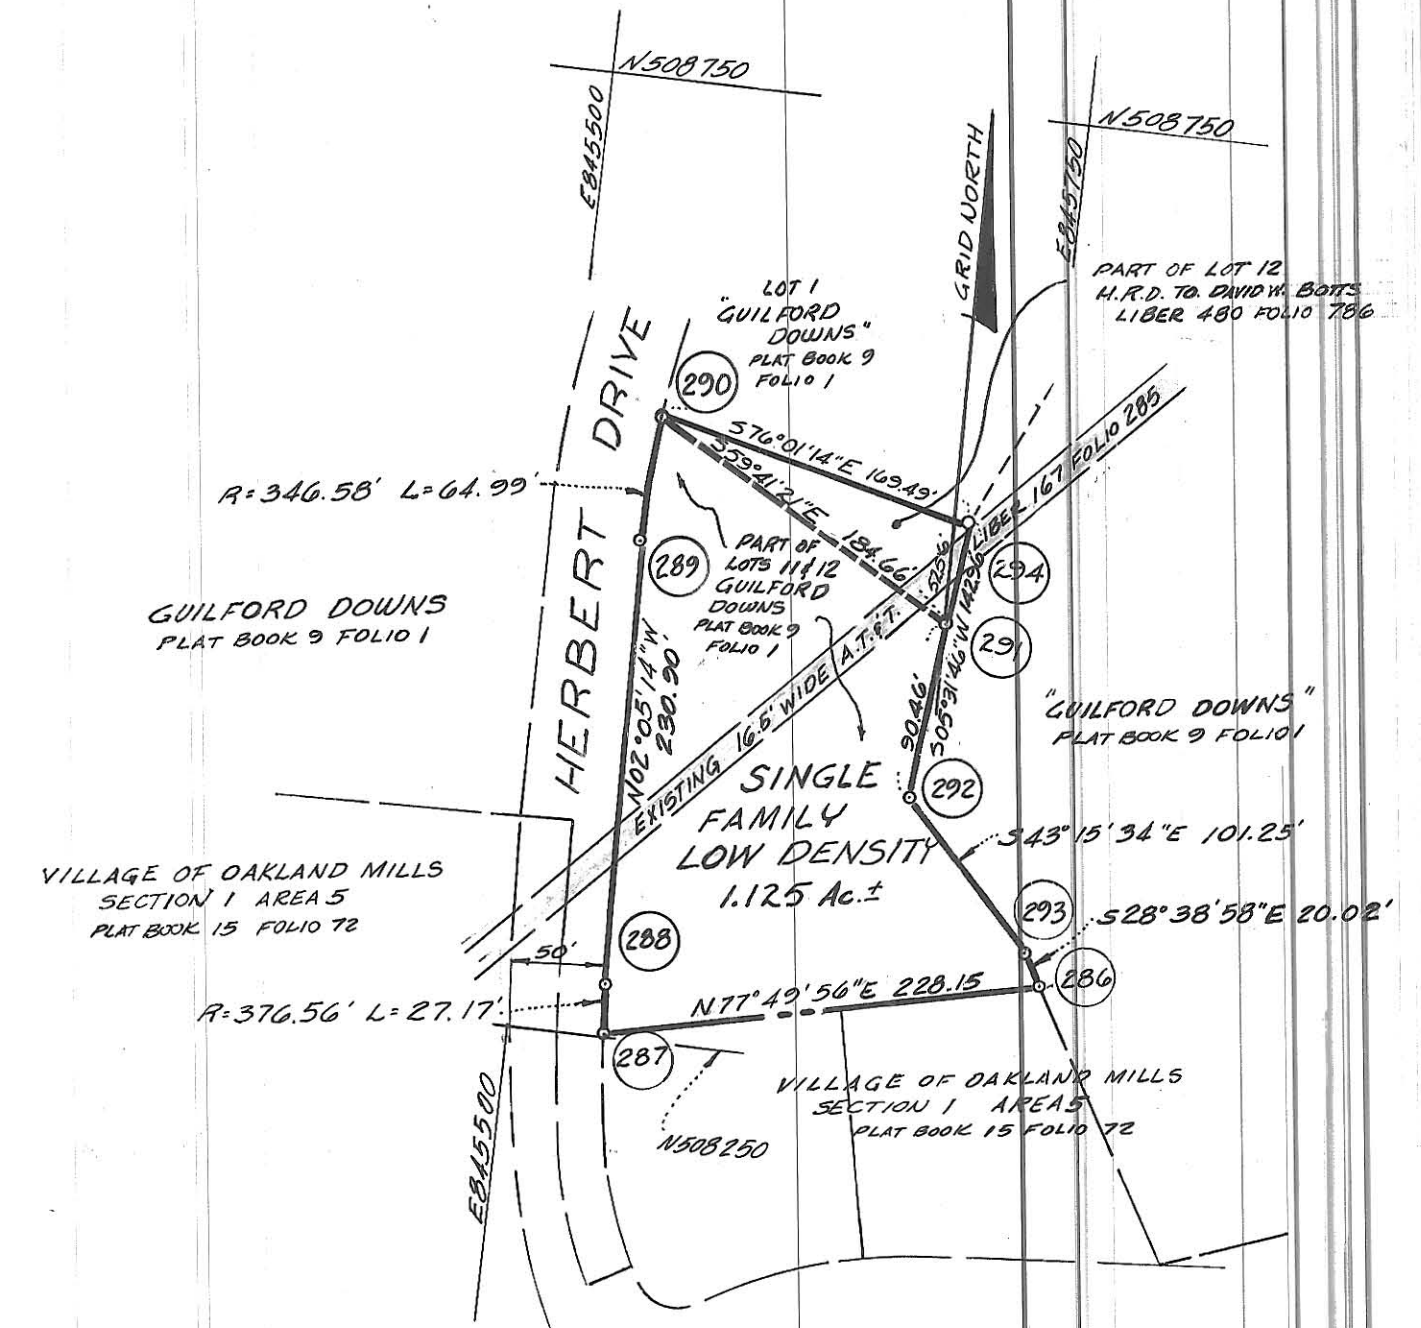 N508750
N508750
E845500
E845750
GRID NORTH
PART OF LOT 12
H.R.D. TO. DAVID W. BOTTS
LIBER 480 FOLIO 786
LOT 1
"GUILFORD
DOWNS"
PLAT BOOK 9
FOLIO 1
HERBERT DRIVE
290
S76°01'14"E 169.49'
S59°41'21"E 184.66'
R=346.58' L=64.99'
289
PART OF
LOTS 11 & 12
GUILFORD
DOWNS
PLAT BOOK 9
FOLIO 1
294
291
52.56'
S05°31'46"W 142.96'
90.46'
EXISTING 16.5' WIDE A.T.&T. LIBER 167 FOLIO 285
GUILFORD DOWNS
PLAT BOOK 9 FOLIO 1
N02°05'14"W
230.90'
"GUILFORD DOWNS"
PLAT BOOK 9 FOLIO 1
292
SINGLE
FAMILY
LOW DENSITY
1.125 Ac.±
S43°15'34"E 101.25'
VILLAGE OF OAKLAND MILLS
SECTION 1 AREA 5
PLAT BOOK 15 FOLIO 72
293
S28°38'58"E 20.02'
288
50'
286
R=376.56' L=27.17'
N77°49'56"E 228.15
287
N508250
VILLAGE OF OAKLAND MILLS
SECTION 1 AREA 5
PLAT BOOK 15 FOLIO 72
E845500